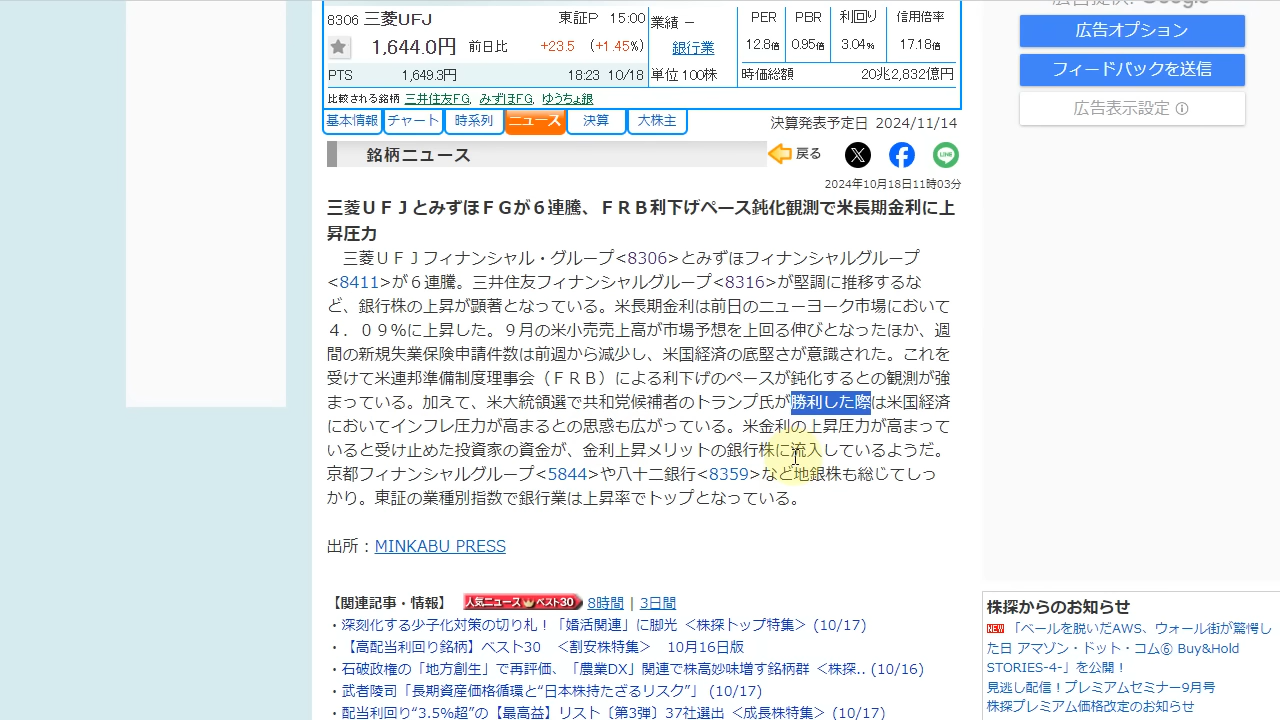 8306 三菱UFJ
東証P 15:00
業績 −
PER PBR 利回り 信用倍率
1,644.0円 前日比 +23.5 (+1.45%)
銀行業
12.8倍 0.95倍 3.04% 17.18倍
PTS 1,649.3円 18:23 10/18
単位 100株
時価総額 20兆2,832億円
比較される銘柄 三井住友FG, みずほFG, ゆうちょ銀
基本情報 チャート 時系列 ニュース 決算 大株主
決算発表予定日 2024/11/14
銘柄ニュース
戻る
LINE
2024年10月18日11時03分
三菱ＵＦＪとみずほＦＧが６連騰、ＦＲＢ利下げペース鈍化観測で米長期金利に上
昇圧力
三菱ＵＦＪフィナンシャル・グループ<8306>とみずほフィナンシャルグループ
<8411>が６連騰。三井住友フィナンシャルグループ<8316>が堅調に推移するな
ど、銀行株の上昇が顕著となっている。米長期金利は前日のニューヨーク市場において
４．０９％に上昇した。９月の米小売売上高が市場予想を上回る伸びとなったほか、週
間の新規失業保険申請件数は前週から減少し、米国経済の底堅さが意識された。これを
受けて米連邦準備制度理事会（ＦＲＢ）による利下げのペースが鈍化するとの観測が強
まっている。加えて、米大統領選で共和党候補者のトランプ氏が勝利した際は米国経済
においてインフレ圧力が高まるとの思惑も広がっている。米金利の上昇圧力が高まって
いると受け止めた投資家の資金が、金利上昇メリットの銀行株に流入しているようだ。
京都フィナンシャルグループ<5844>や八十二銀行<8359>など地銀株も総じてしっ
かり。東証の業種別指数で銀行業は上昇率でトップとなっている。
出所：MINKABU PRESS
【関連記事・情報】 人気ニュース ベスト30 8時間 | 3日間
・深刻化する少子化対策の切り札！「婚活関連」に脚光 ＜株探トップ特集＞ (10/17)
・【高配当利回り銘柄】ベスト30 ＜割安株特集＞ 10月16日版
・石破政権の「地方創生」で再評価、「農業DX」関連で株高妙味増す銘柄群 ＜株探.. (10/16)
・武者陵司「長期資産価格循環と“日本株持たざるリスク”」 (10/17)
・配当利回り“3.5%超”の【最高益】リスト〔第3弾〕37社選出 ＜成長株特集＞ (10/17)
広告提供: Google
広告オプション
フィードバックを送信
広告表示設定
株探からのお知らせ
NEW 「ベールを脱いだAWS、ウォール街が驚愕し
た日 アマゾン・ドット・コム⑥ Buy&Hold
STORIES-4-」を公開！
見逃し配信！プレミアムセミナー9月号
株探プレミアム価格改定のお知らせ